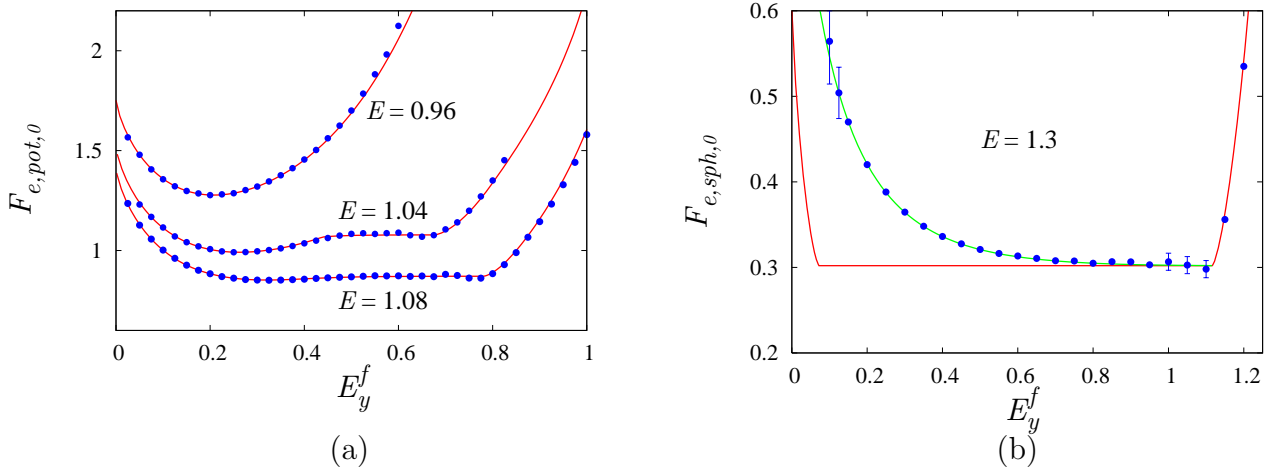 2
1.5
1
F_{e,pot,0}
E = 0.96
E = 1.04
E = 1.08
0 0.2 0.4 0.6 0.8 1
E_y^f
(a)
0.6
0.5
0.4
0.3
0.2
F_{e,sph,0}
E = 1.3
0 0.2 0.4 0.6 0.8 1 1.2
E_y^f
(b)